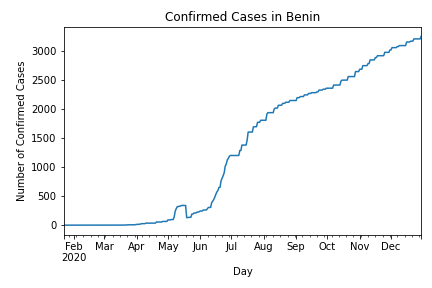 Confirmed Cases in Benin
Number of Confirmed Cases
3000
2500
2000
1500
1000
500
0
Feb Mar Apr May Jun Jul Aug Sep Oct Nov Dec
2020
Day